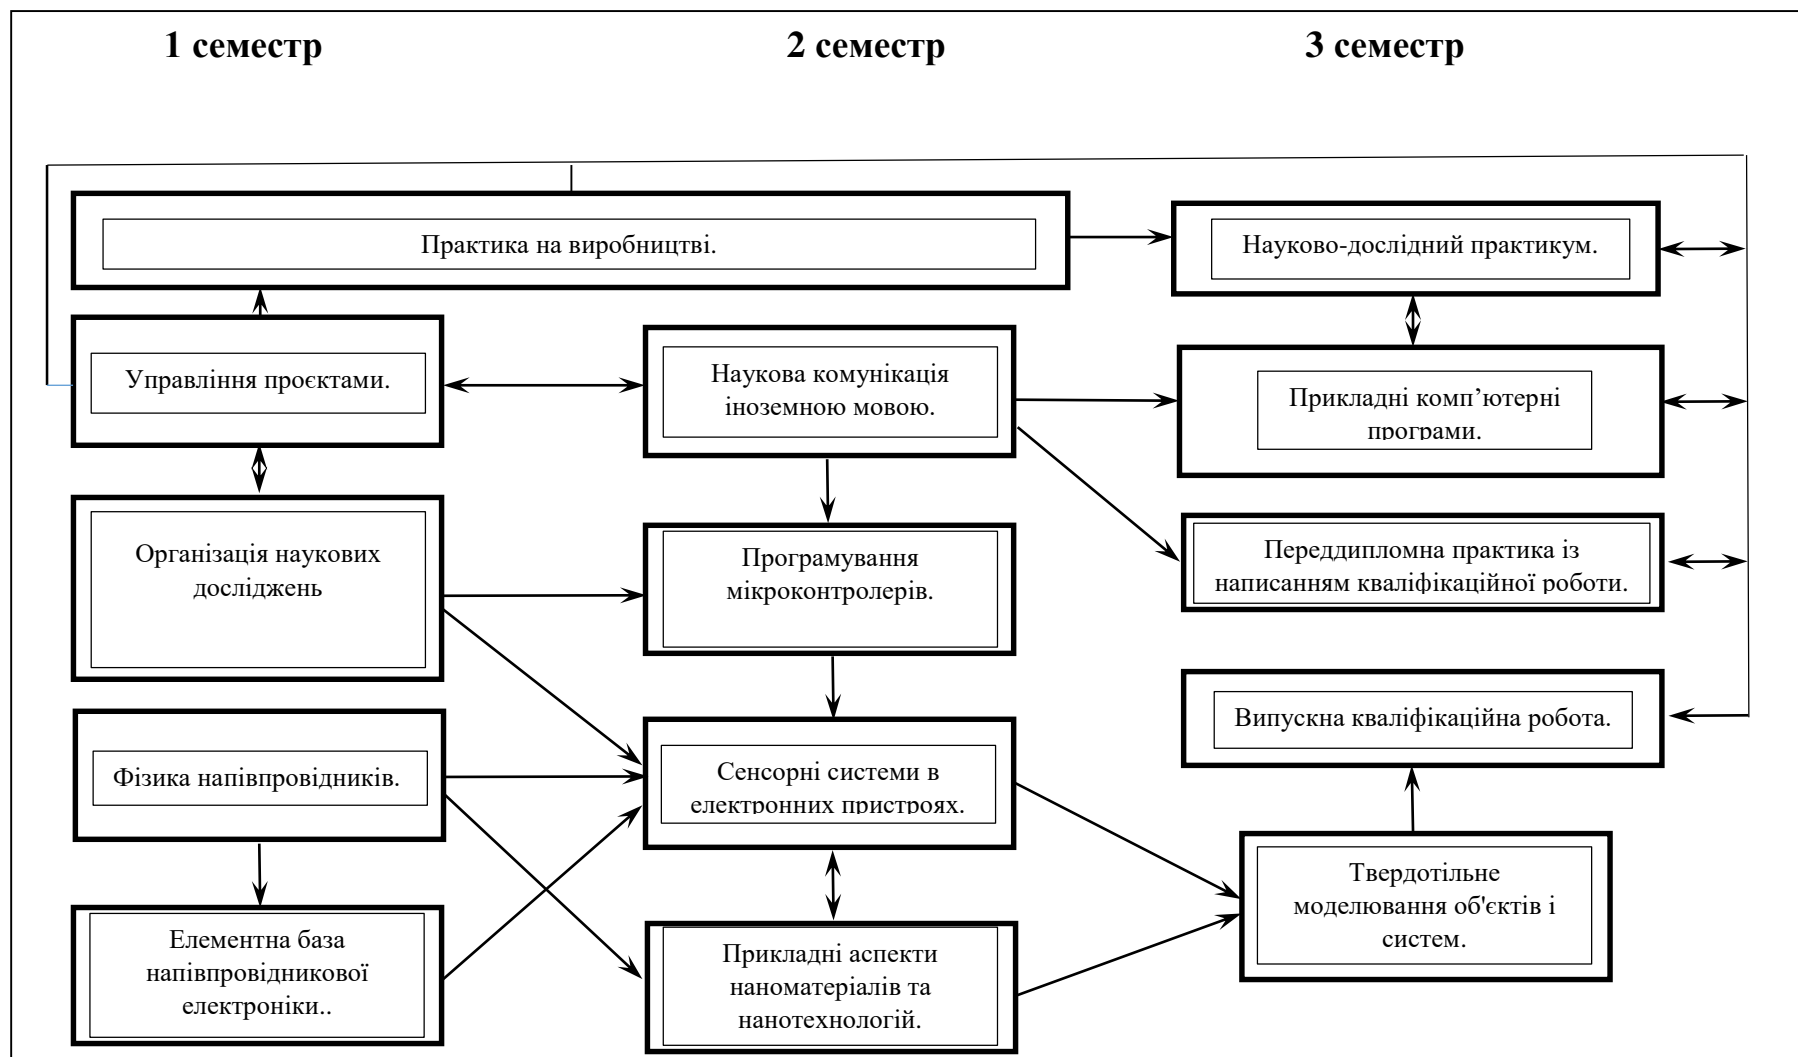 1 семестр
2 семестр
3 семестр
Практика на виробництві.
Науково-дослідний практикум.
Управління проєктами.
Наукова комунікація
іноземною мовою.
Прикладні комп’ютерні
програми.
Організація наукових
досліджень
Програмування
мікроконтролерів.
Переддипломна практика із
написанням кваліфікаційної роботи.
Фізика напівпровідників.
Сенсорні системи в
електронних пристроях.
Випускна кваліфікаційна робота.
Елементна база
напівпровідникової
електроніки..
Прикладні аспекти
наноматеріалів та
нанотехнологій.
Твердотільне
моделювання об'єктів і
систем.